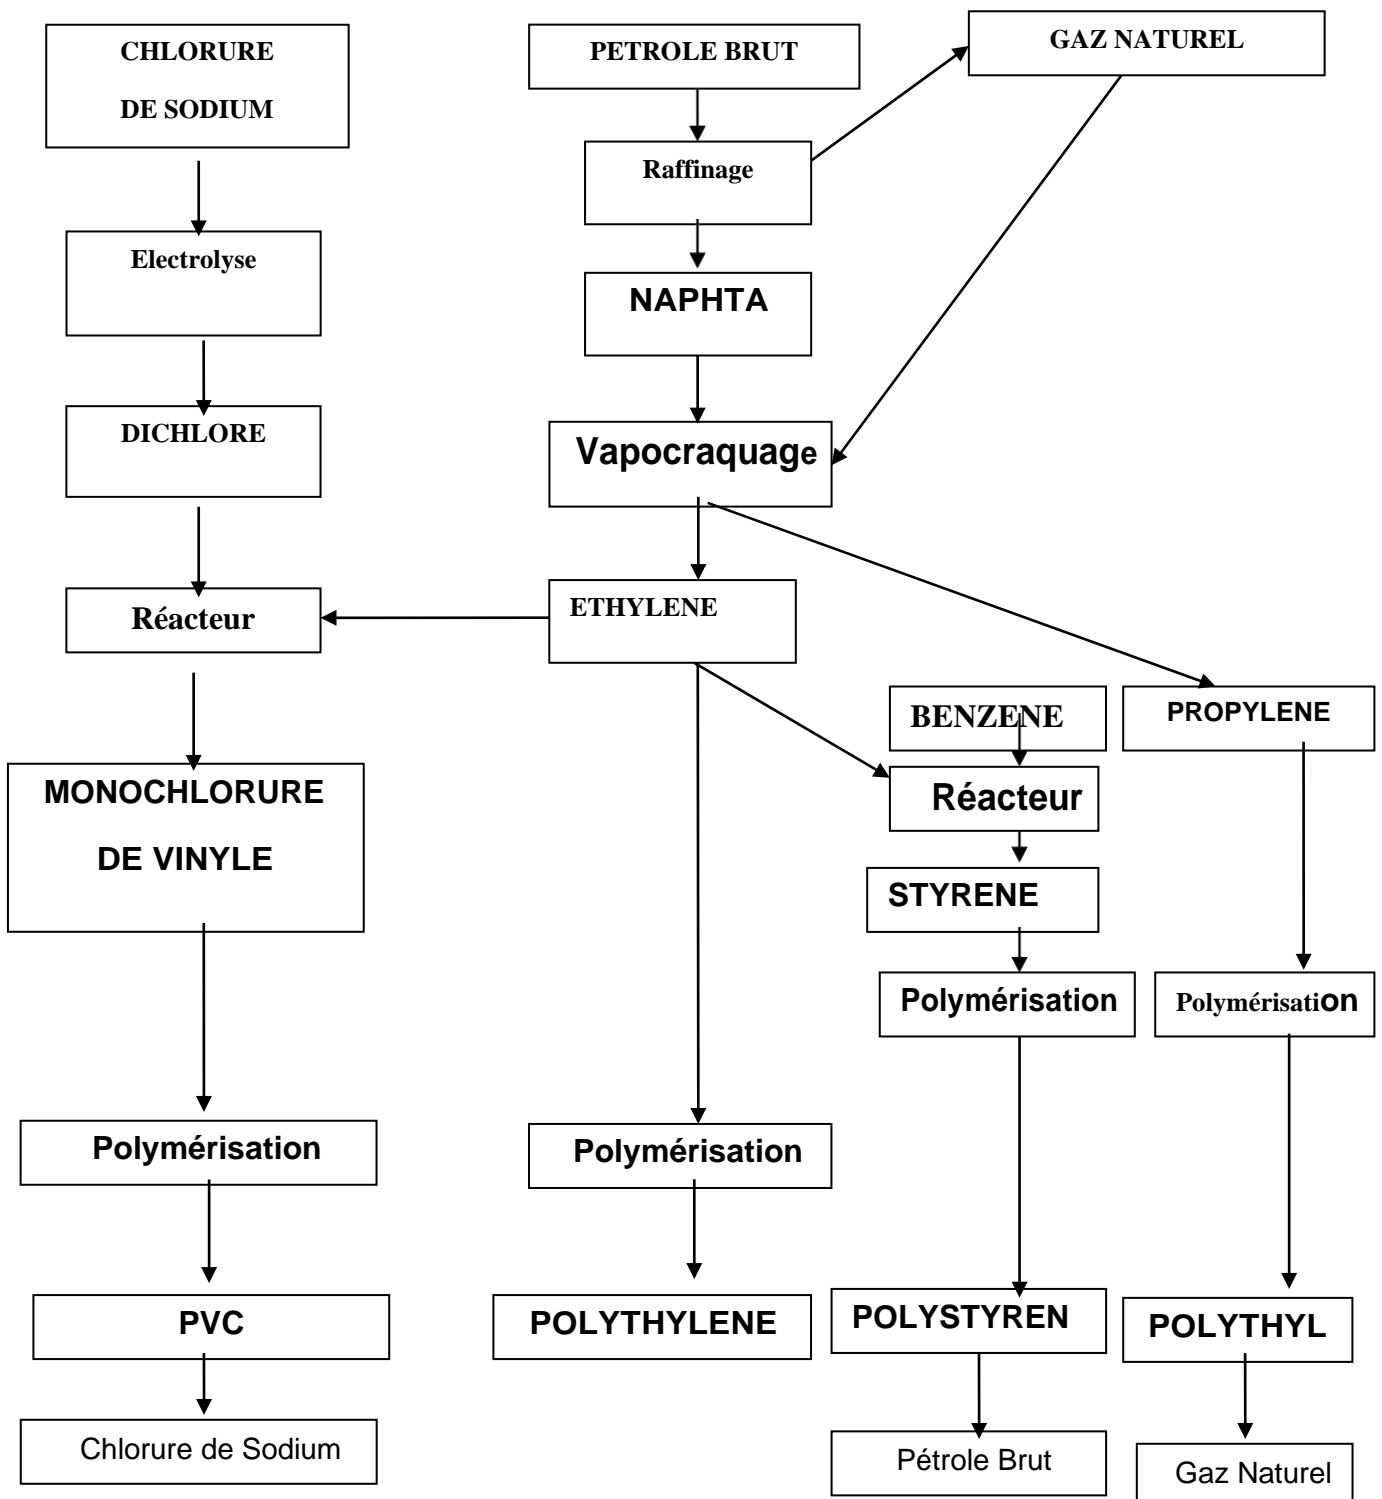 CHLORURE
DE SODIUM
PETROLE BRUT
GAZ NATUREL
Raffinage
Electrolyse
NAPHTA
DICHLORE
Vapocraquage
Réacteur
ETHYLENE
BENZENE
PROPYLENE
MONOCHLORURE
DE VINYLE
Réacteur
STYRENE
Polymérisation
Polymérisation
Polymérisation
Polymérisation
PVC
POLYTHYLENE
POLYSTYREN
POLYTHYL
Chlorure de Sodium
Pétrole Brut
Gaz Naturel